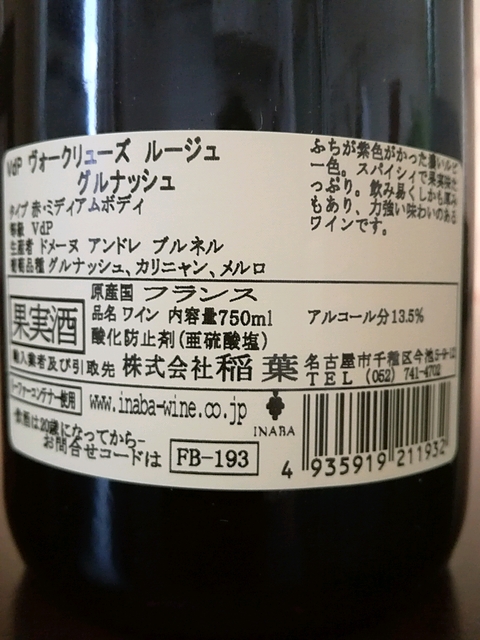 VdP ヴォークリューズ ルージュ
グルナッシュ
タイプ 赤・ミディアムボディ
等級 VdP
生産者 ドメーヌ アンドレ ブルネル
葡萄品種 グルナッシュ、カリニャン、メルロ
ふちが紫色がかった濃いルビ
ー色。スパイシイで果実味た
っぷり。飲み易くしかも厚み
もあり、力強い味わいのある
ワインです。
果実酒
原産国 フランス
品名 ワイン 内容量750ml アルコール分13.5%
酸化防止剤(亜硫酸塩)
輸入業者及び引取先 株式会社 稲葉 名古屋市千種区今池5-9-12
TEL (052) 741-4702
リーファーコンテナー使用 www.inaba-wine.co.jp
INABA
-飲酒は20歳になってから-
お問合せコードは FB-193
4 935919 211932